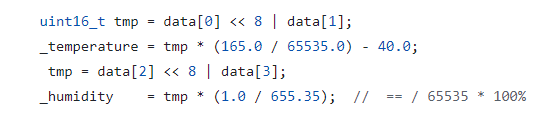 uint16_t tmp = data[0] << 8 | data[1];
_temperature = tmp * (165.0 / 65535.0) - 40.0;
tmp = data[2] << 8 | data[3];
_humidity    = tmp * (1.0 / 655.35);  //  == / 65535 * 100%